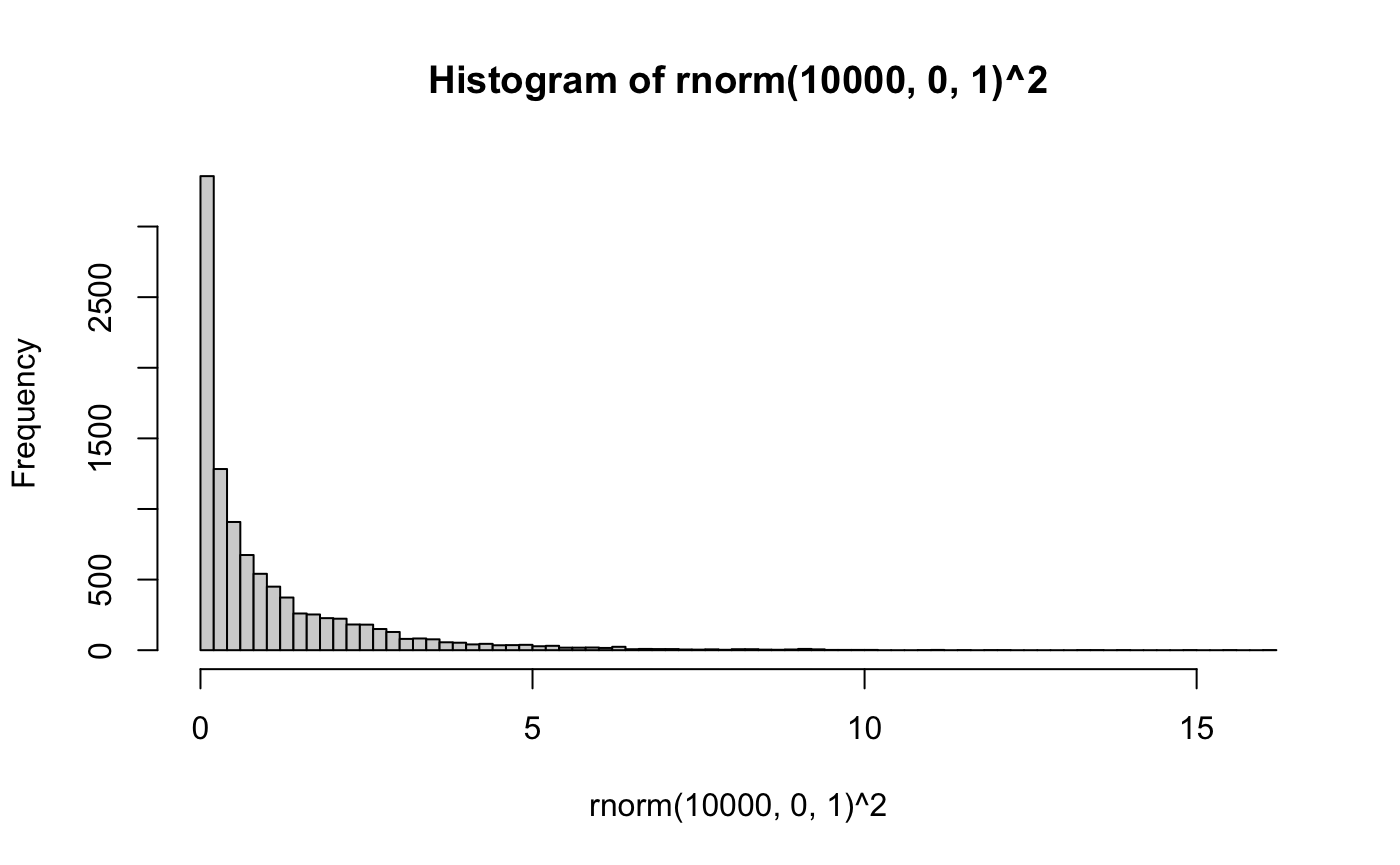 Histogram of rnorm(10000, 0, 1)^2
Frequency
2500
1500
500
0
0 5 10 15
rnorm(10000, 0, 1)^2